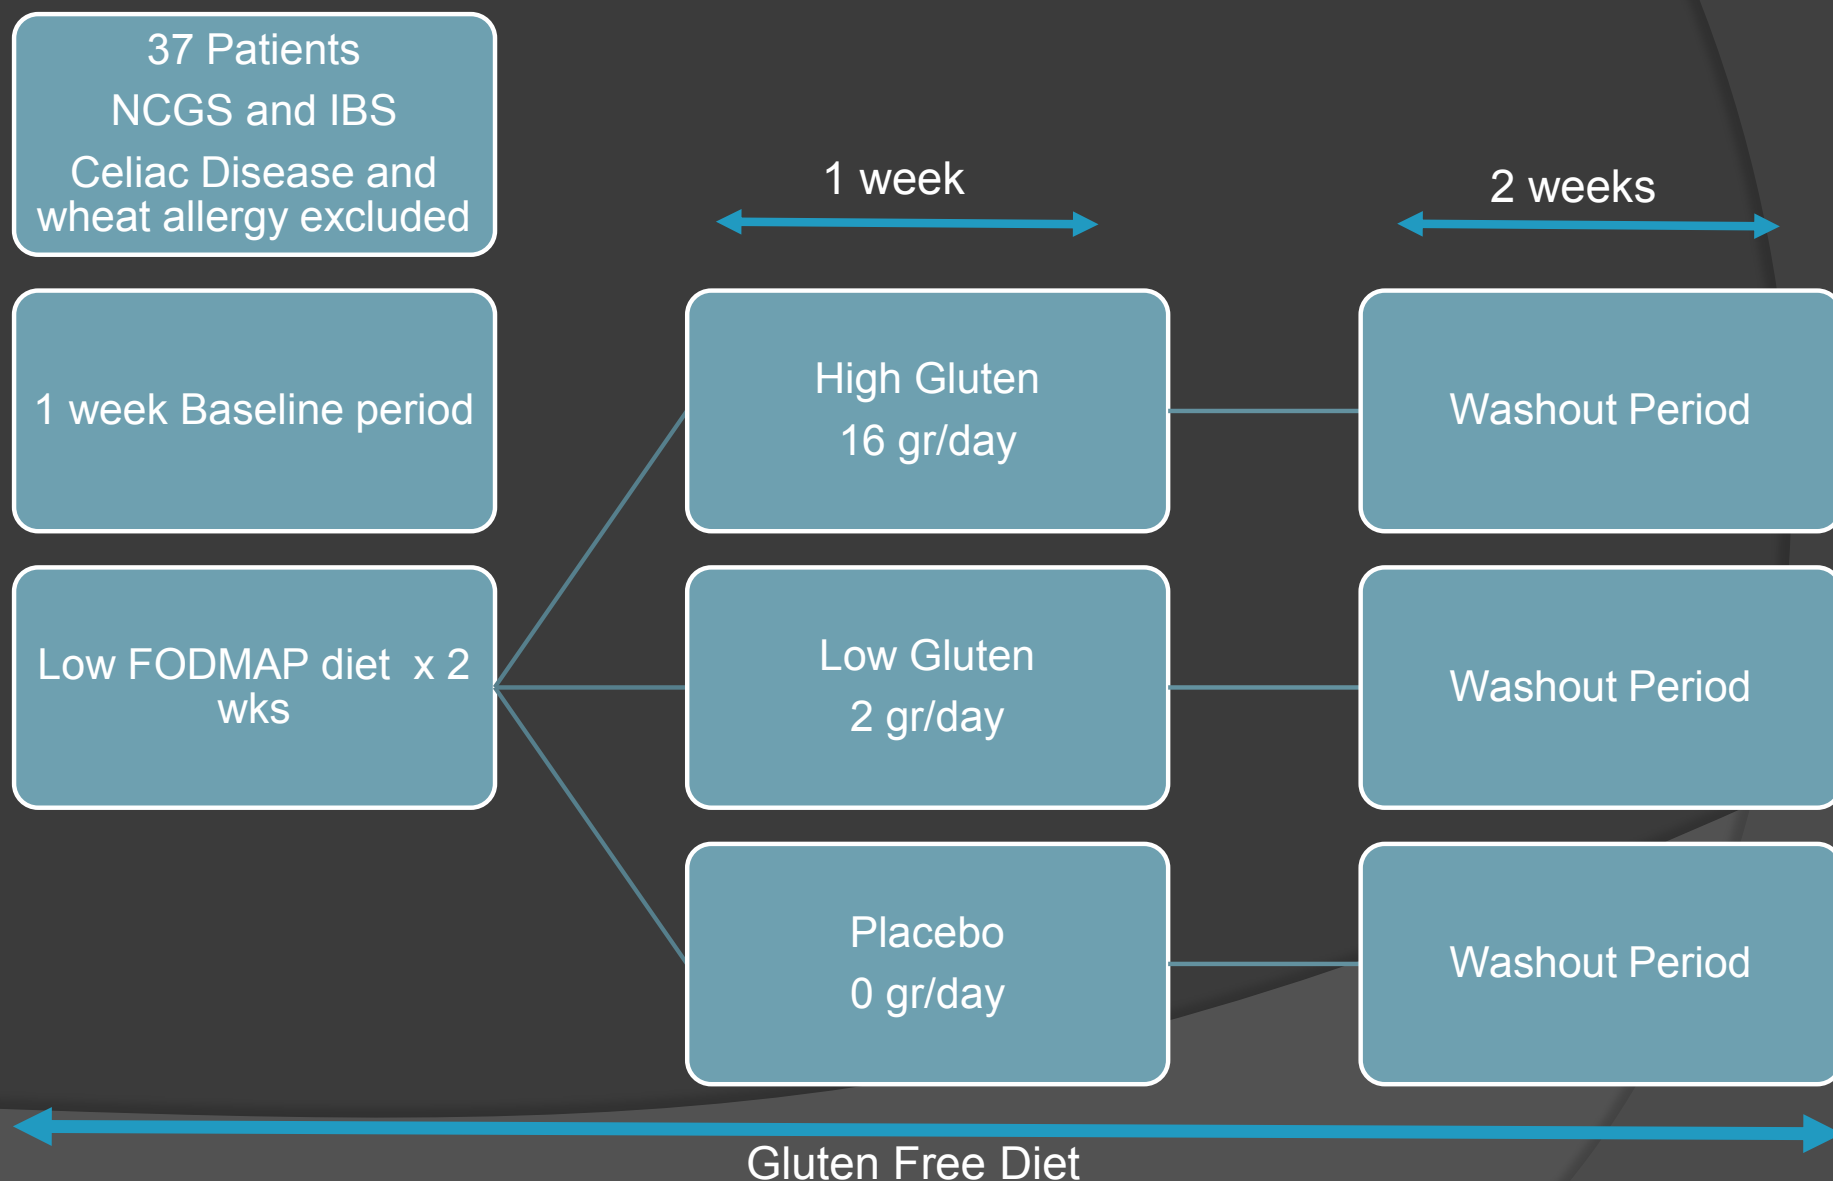 37 Patients
NCGS and IBS
Celiac Disease and
wheat allergy excluded
1 week
2 weeks
1 week Baseline period
High Gluten
16 gr/day
Washout Period
Low FODMAP diet  x 2
wks
Low Gluten
2 gr/day
Washout Period
Placebo
0 gr/day
Washout Period
Gluten Free Diet